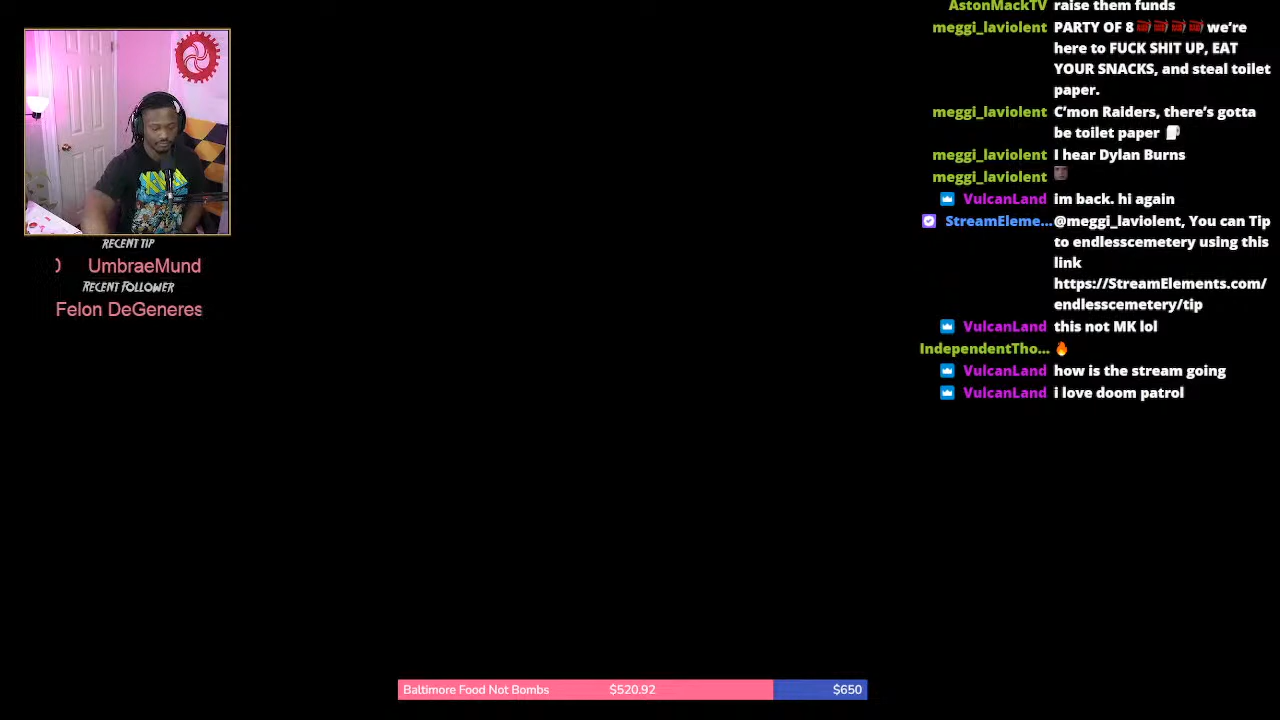 RECENT TIP
UmbraeMund
RECENT FOLLOWER
Felon DeGeneres
AstonMackTV raise them funds
meggi_laviolent PARTY OF 8 we’re
here to FUCK SHIT UP, EAT
YOUR SNACKS, and steal toilet
paper.
meggi_laviolent C’mon Raiders, there’s gotta
be toilet paper
meggi_laviolent I hear Dylan Burns
meggi_laviolent
VulcanLand im back. hi again
StreamEleme... @meggi_laviolent, You can Tip
to endlesscemetery using this
link
https://StreamElements.com/
endlesscemetery/tip
VulcanLand this not MK lol
IndependentTho... 🔥
VulcanLand how is the stream going
VulcanLand i love doom patrol
Baltimore Food Not Bombs $520.92 $650